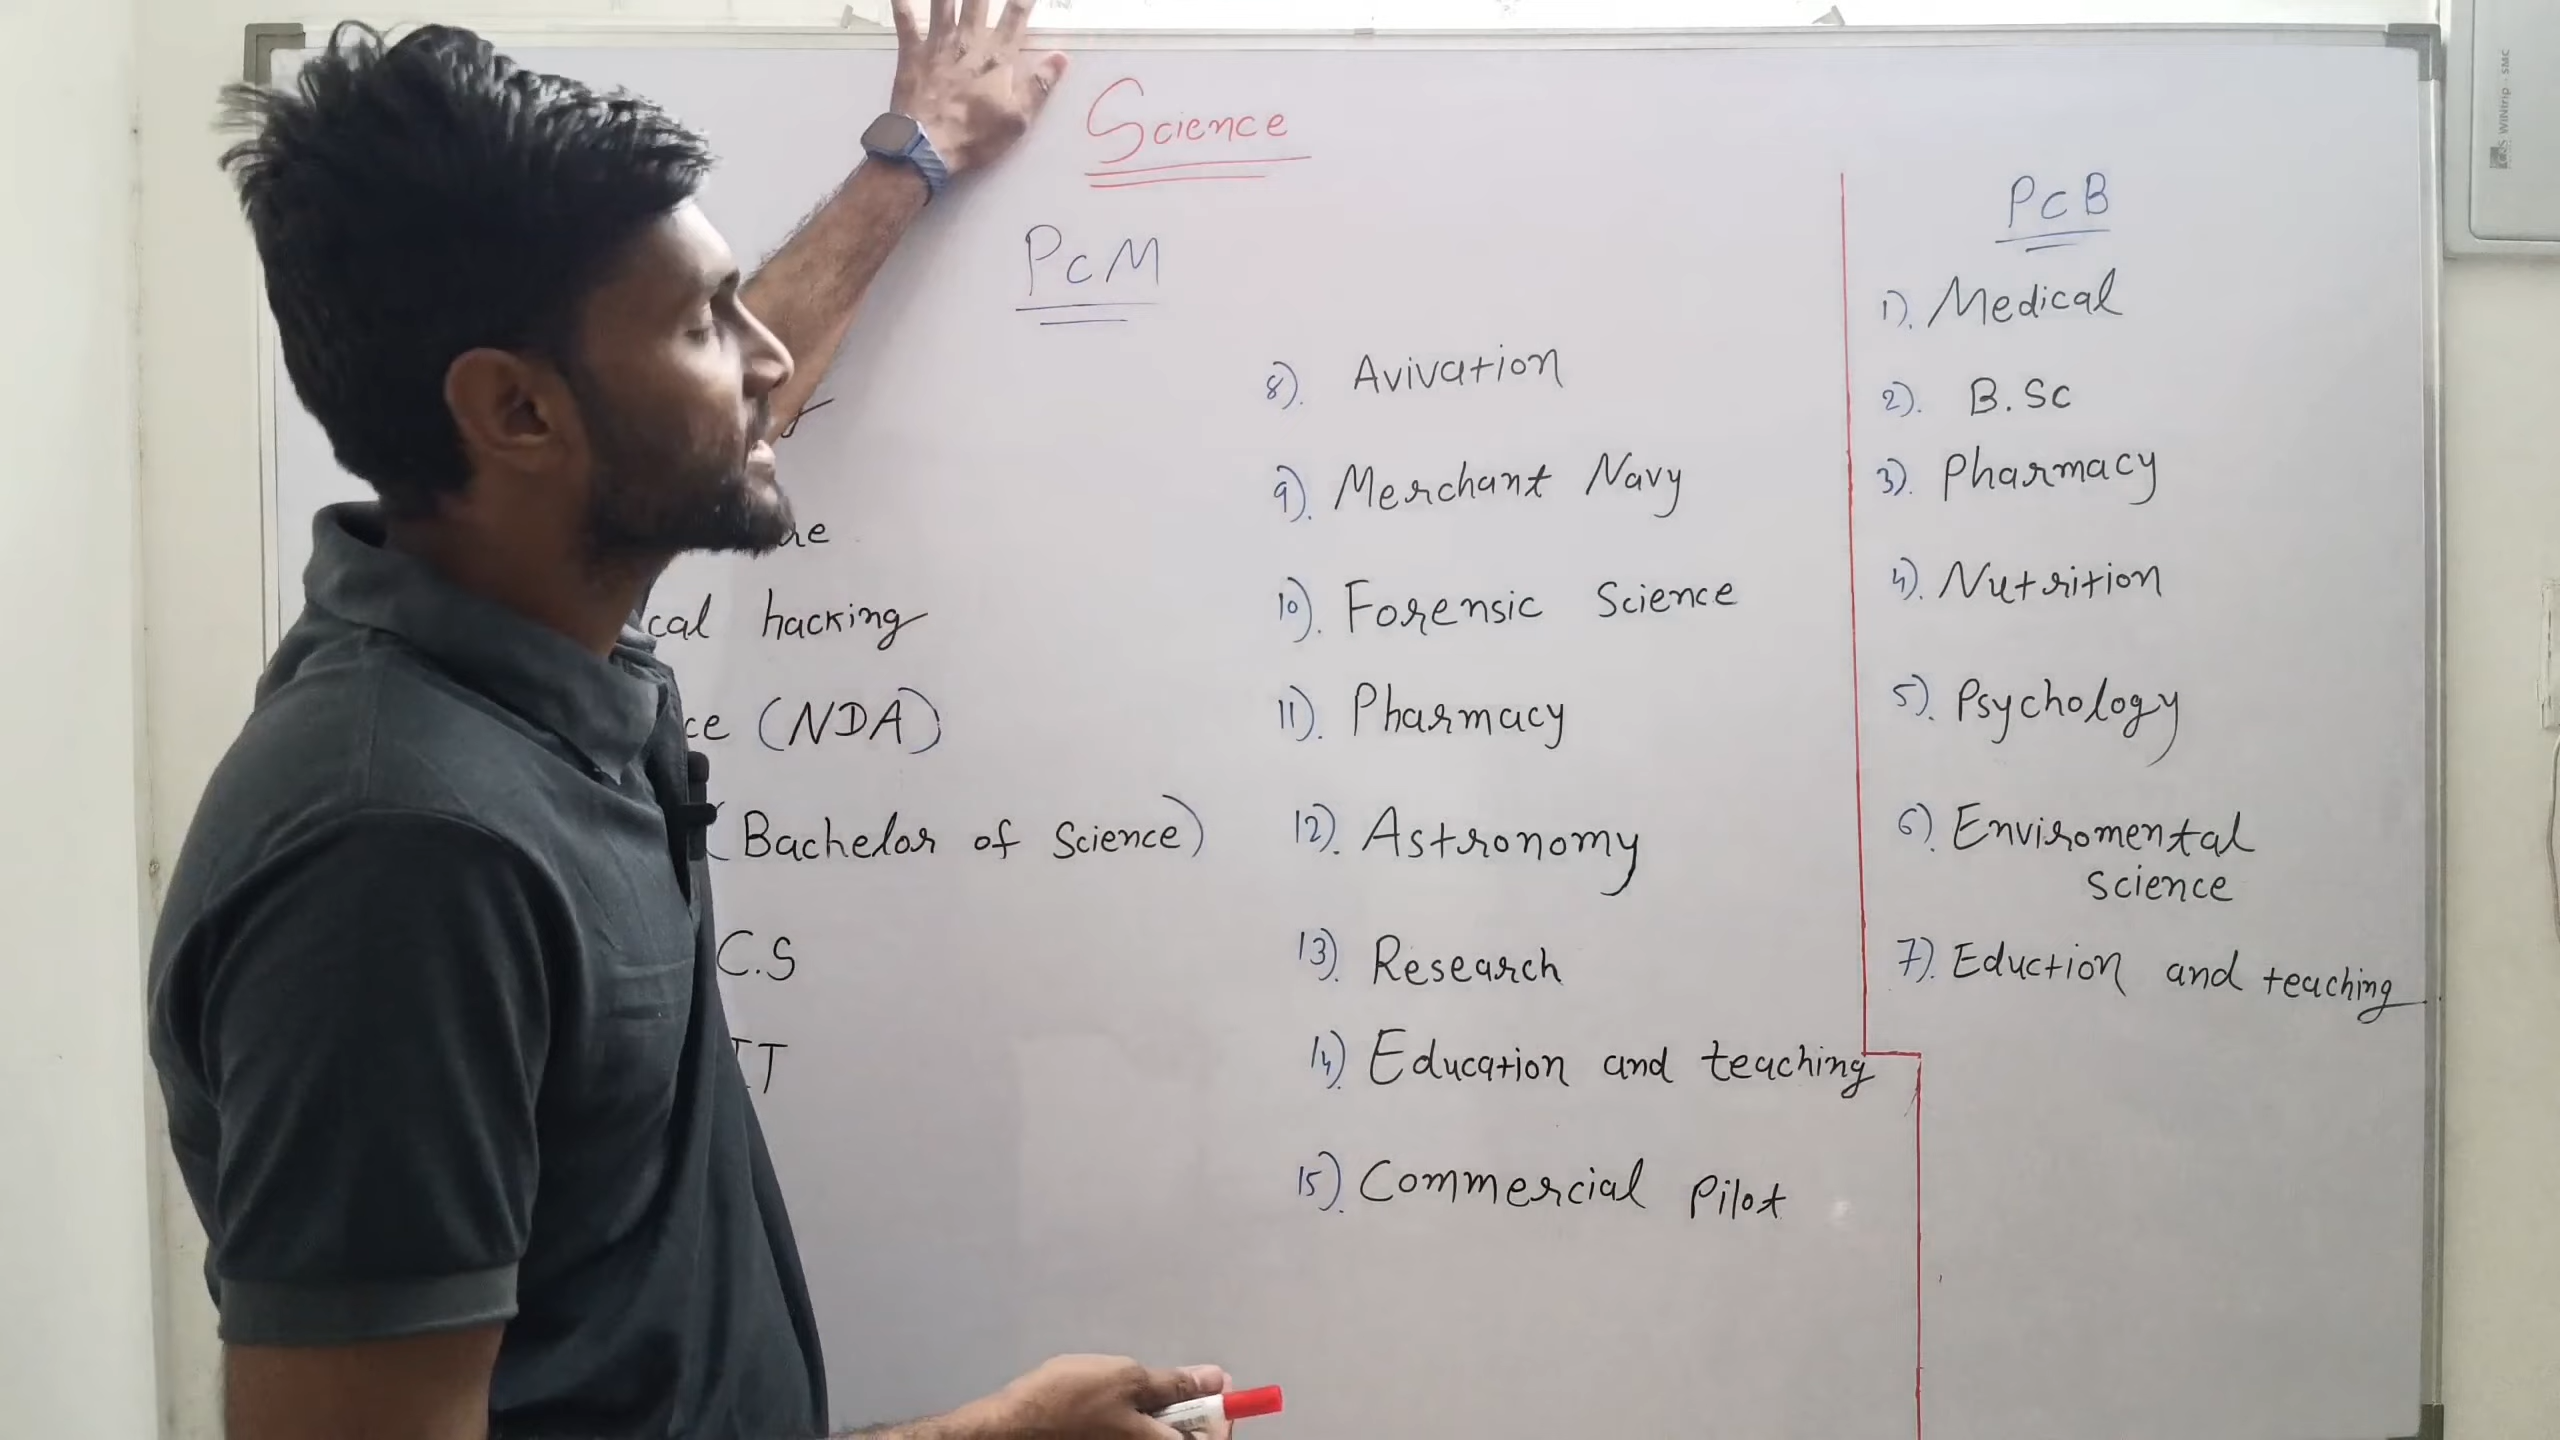 Science
PcM
hacking
(NDA)
(Bachelor of Science)
C.S
IT
8). Avivation
9). Merchant Navy
10). Forensic Science
11). Pharmacy
12). Astronomy
13). Research
14). Education and teaching
15). Commercial Pilot
PcB
1). Medical
2). B.Sc
3). Pharmacy
4). Nutrition
5). Psychology
6). Enviromental
science
7). Eduction and teaching